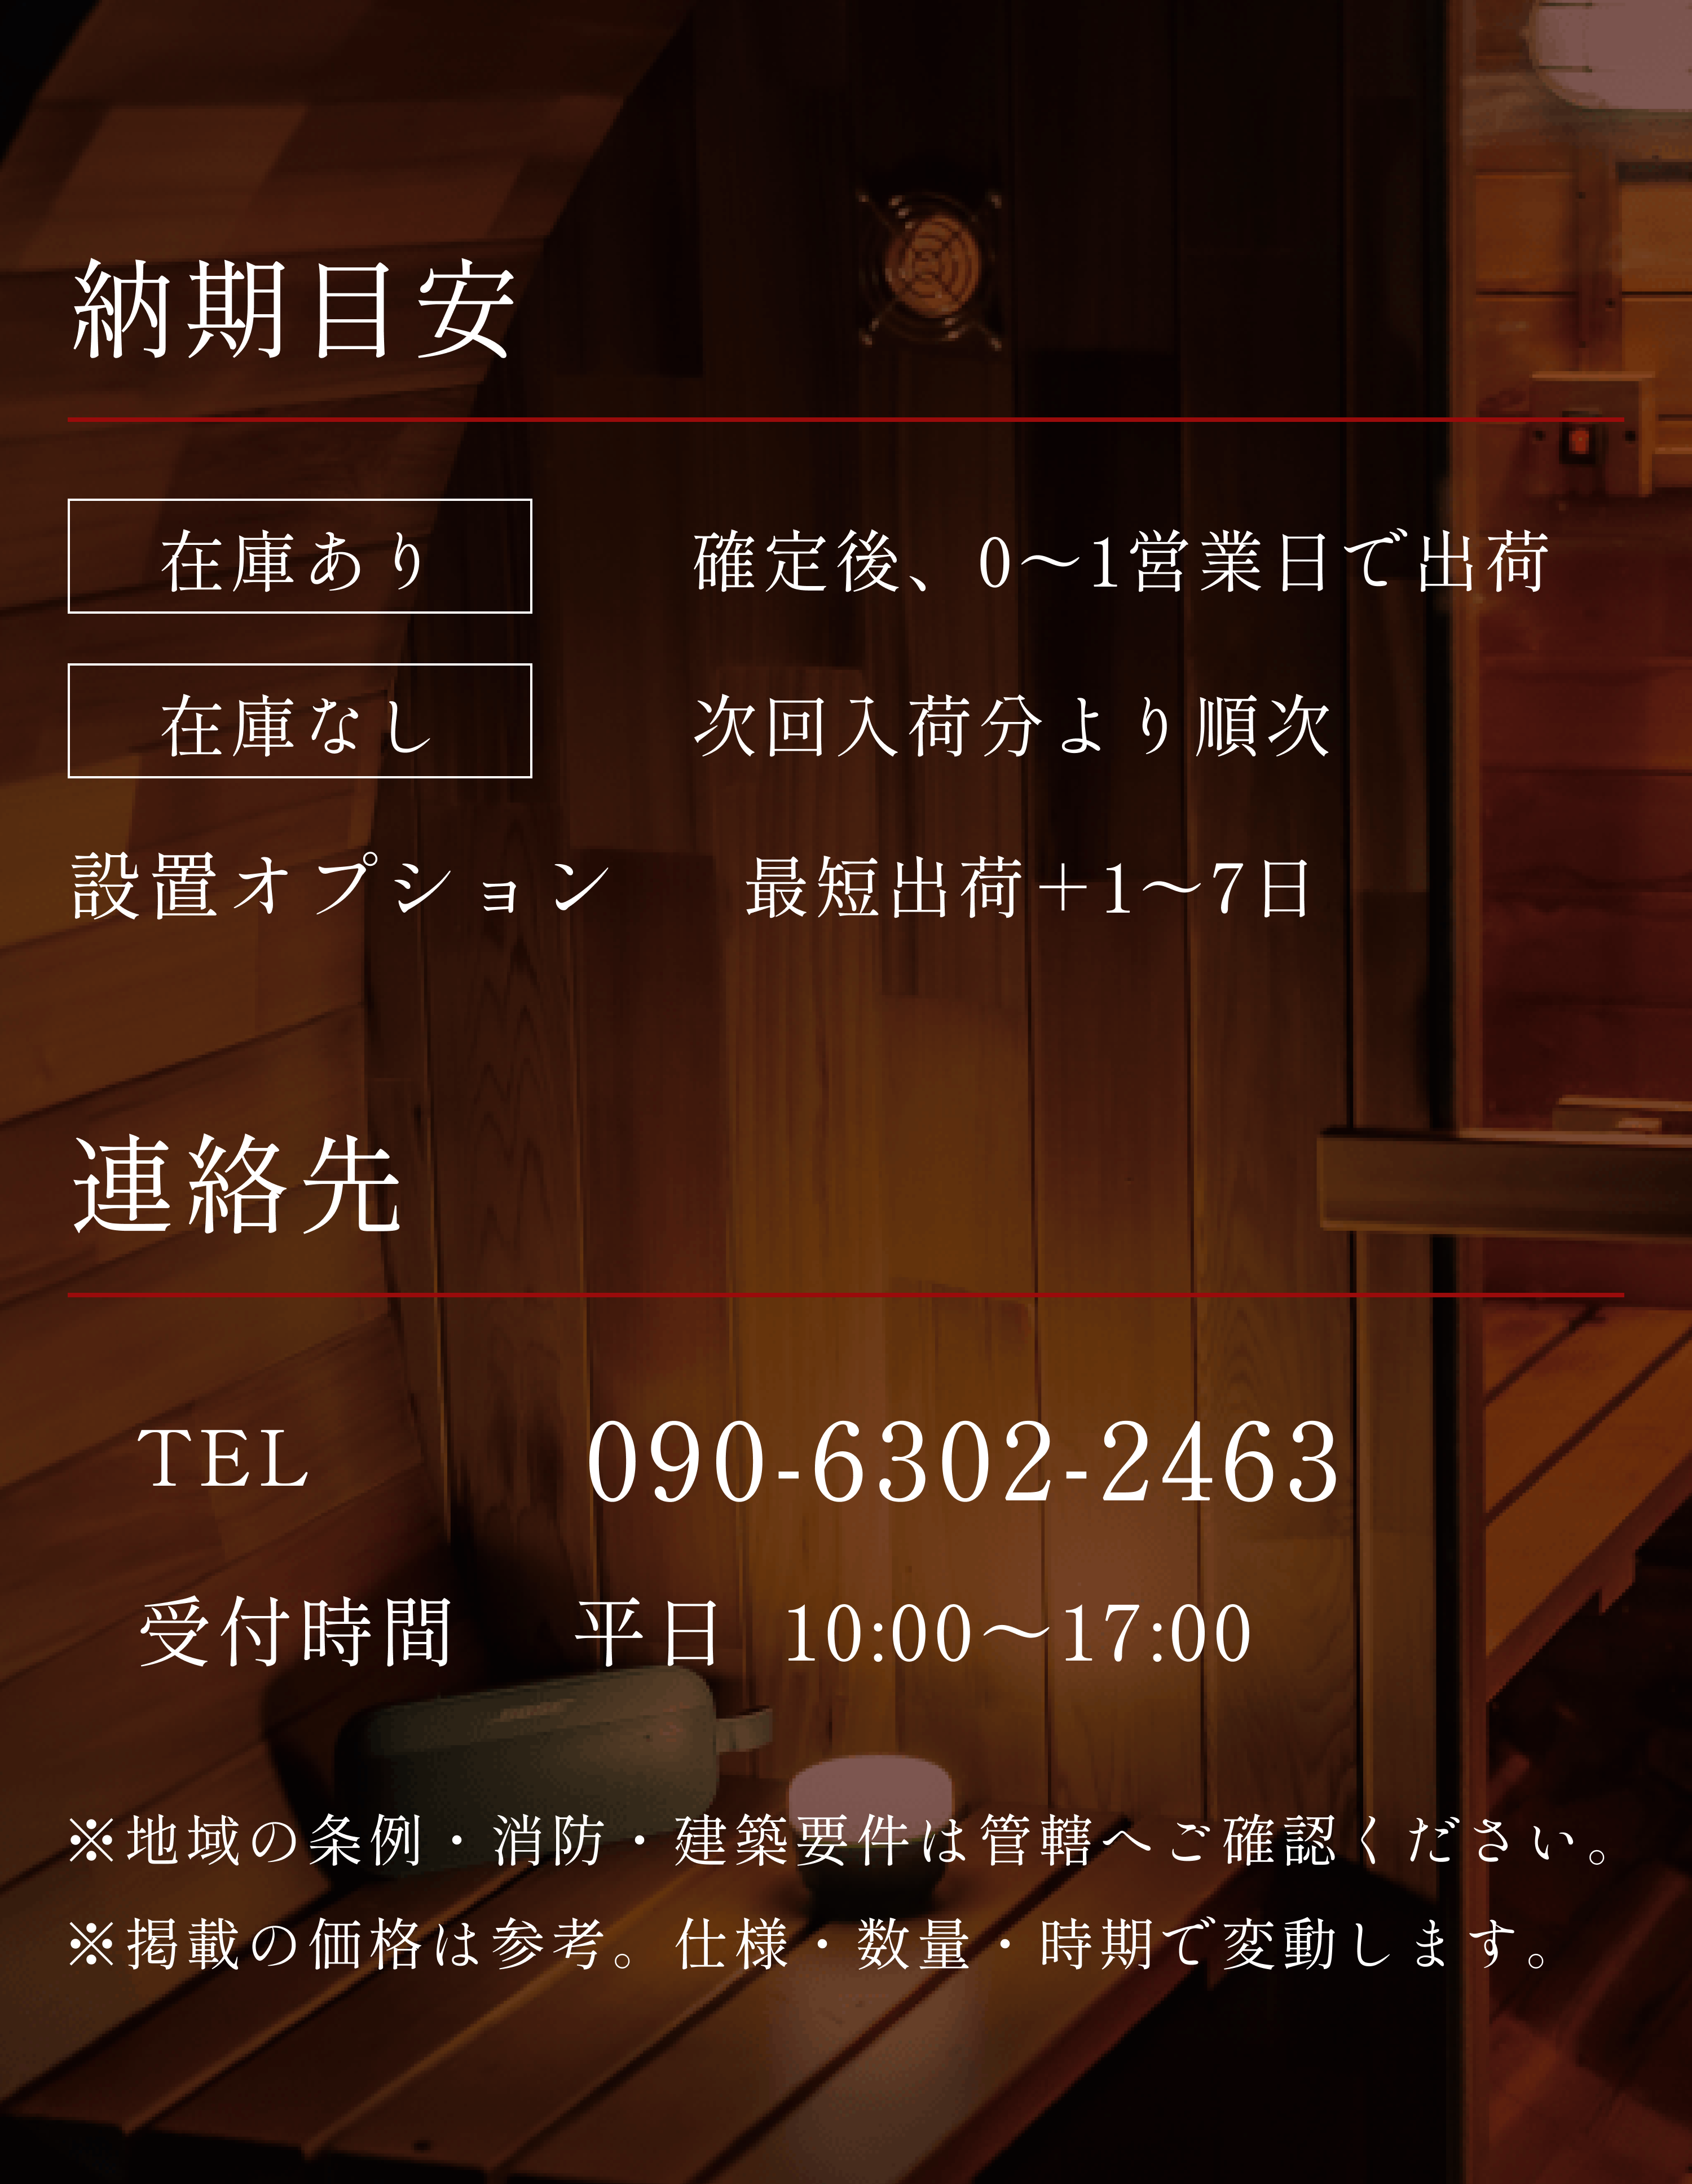 納期目安
在庫あり 確定後、0〜1営業日で出荷
在庫なし 次回入荷分より順次
設置オプション 最短出荷＋1〜7日
連絡先
TEL 090-6302-2463
受付時間 平日 10:00〜17:00
※地域の条例・消防・建築要件は管轄へご確認ください。
※掲載の価格は参考。仕様・数量・時期で変動します。